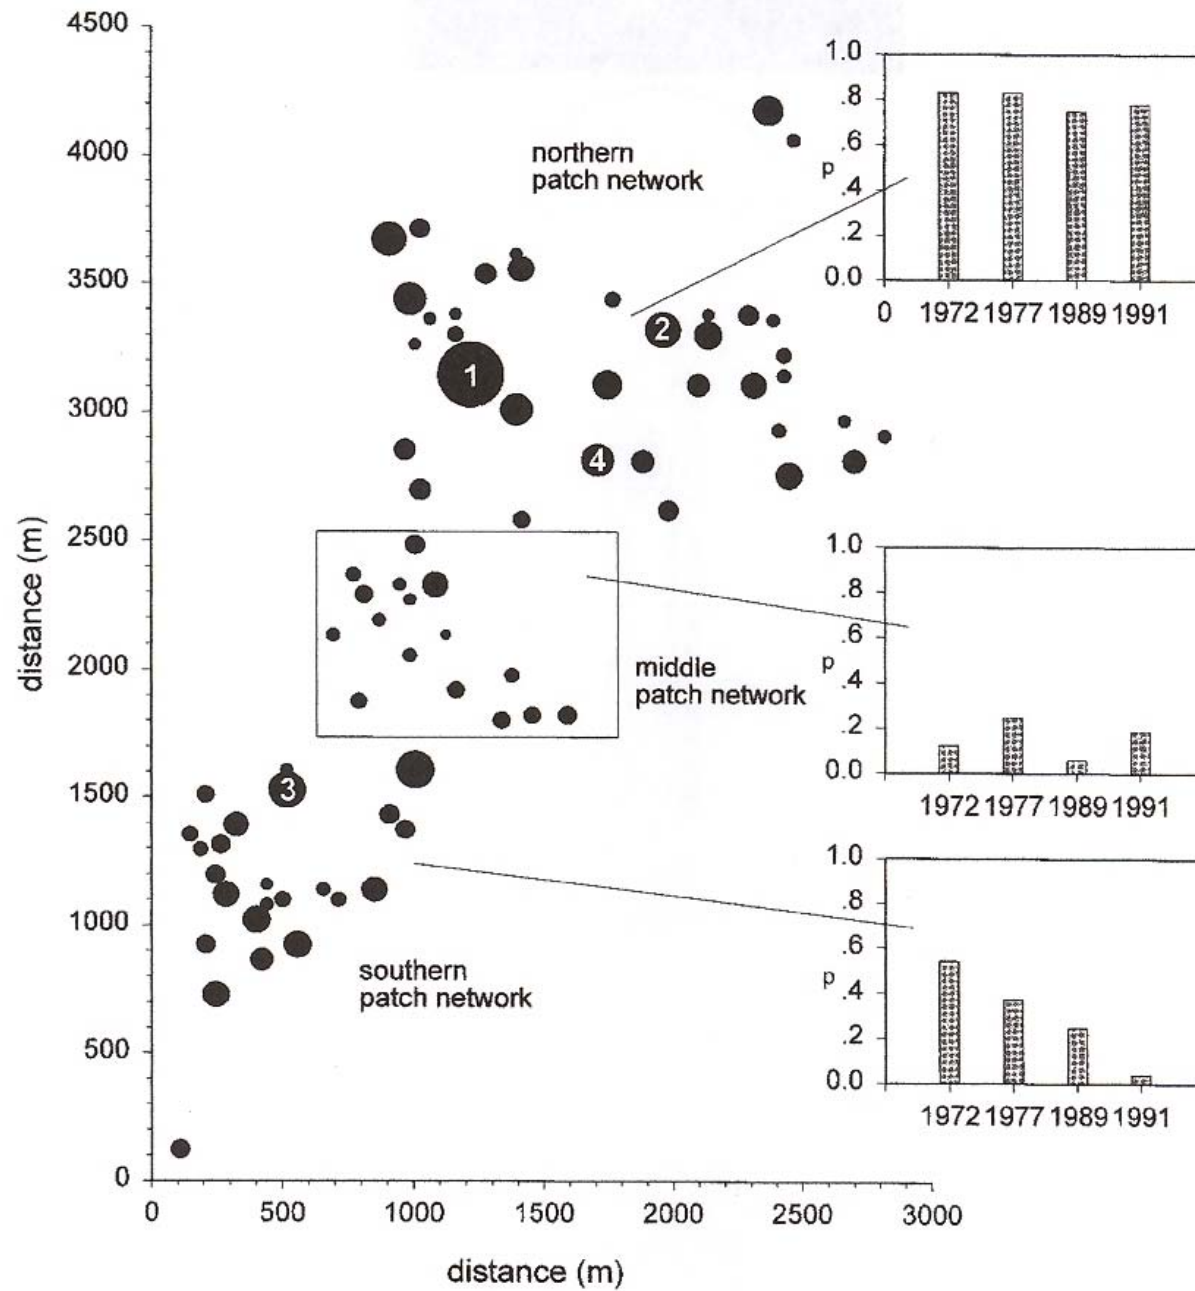 4500
4000
3500
3000
2500
2000
1500
1000
500
0
distance (m)
0 500 1000 1500 2000 2500 3000
distance (m)
northern
patch network
1
2
4
middle
patch network
3
southern
patch network
1.0
.8
.6
p
.4
.2
0.0
0 1972 1977 1989 1991
1.0
.8
.6
p
.4
.2
0.0
1972 1977 1989 1991
1.0
.8
.6
p
.4
.2
0.0
1972 1977 1989 1991